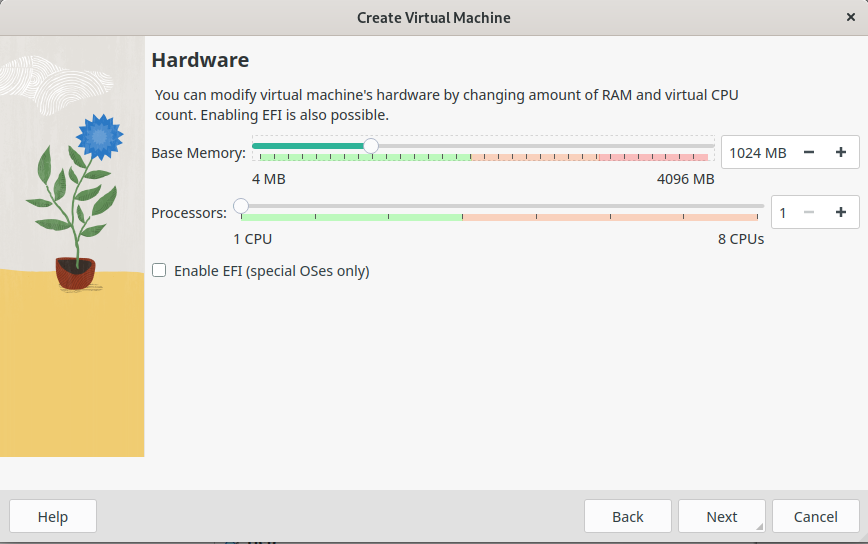 Create Virtual Machine
Hardware
You can modify virtual machine's hardware by changing amount of RAM and virtual CPU
count. Enabling EFI is also possible.
Base Memory: 1024 MB
4 MB 4096 MB
Processors: 1
1 CPU 8 CPUs
Enable EFI (special OSes only)
Help Back Next Cancel